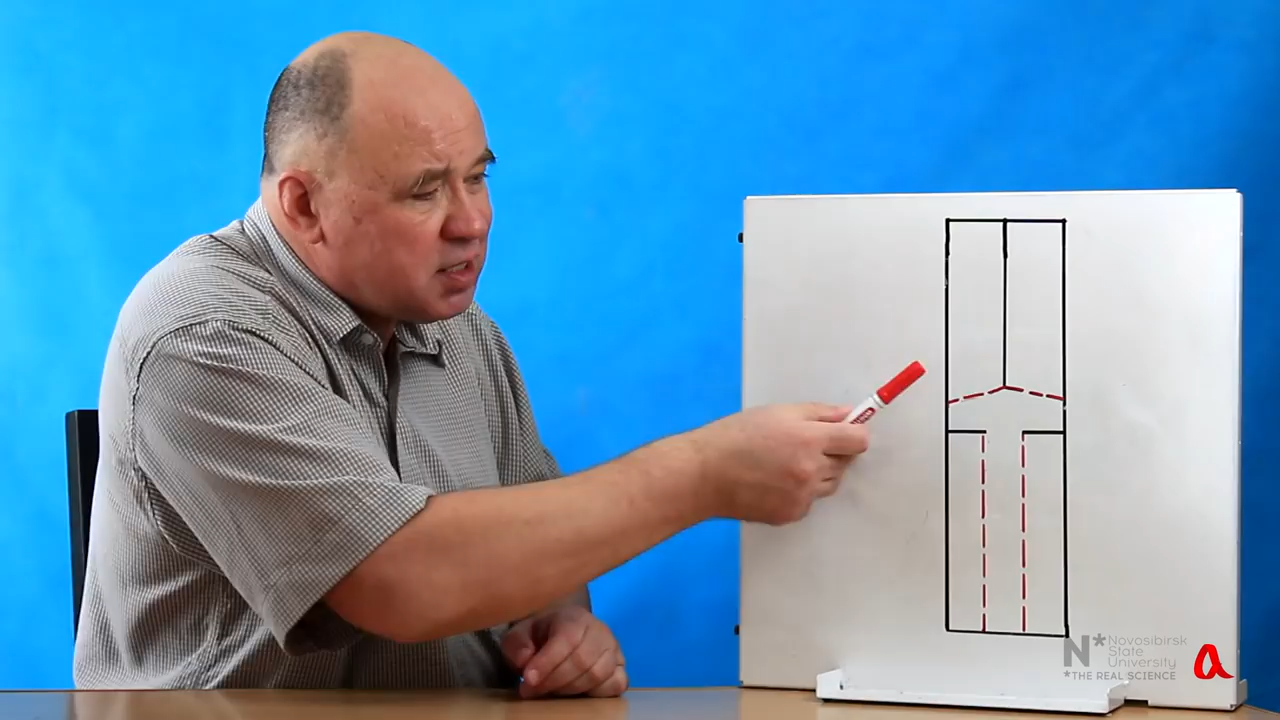 N*
Novosibirsk
State
University
*THE REAL SCIENCE